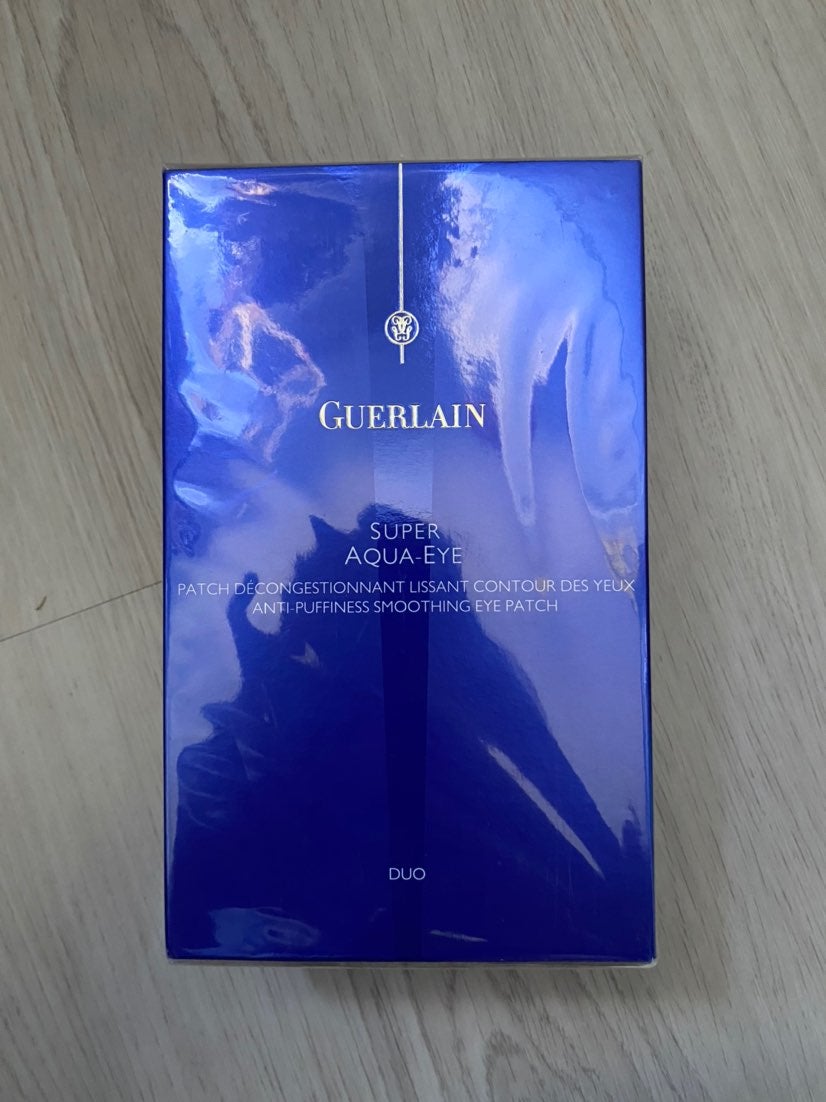 GUERLAIN
SUPER
AQUA-EYE
PATCH DÉCONGESTIONNANT LISSANT CONTOUR DES YEUX
ANTI-PUFFINESS SMOOTHING EYE PATCH
DUO